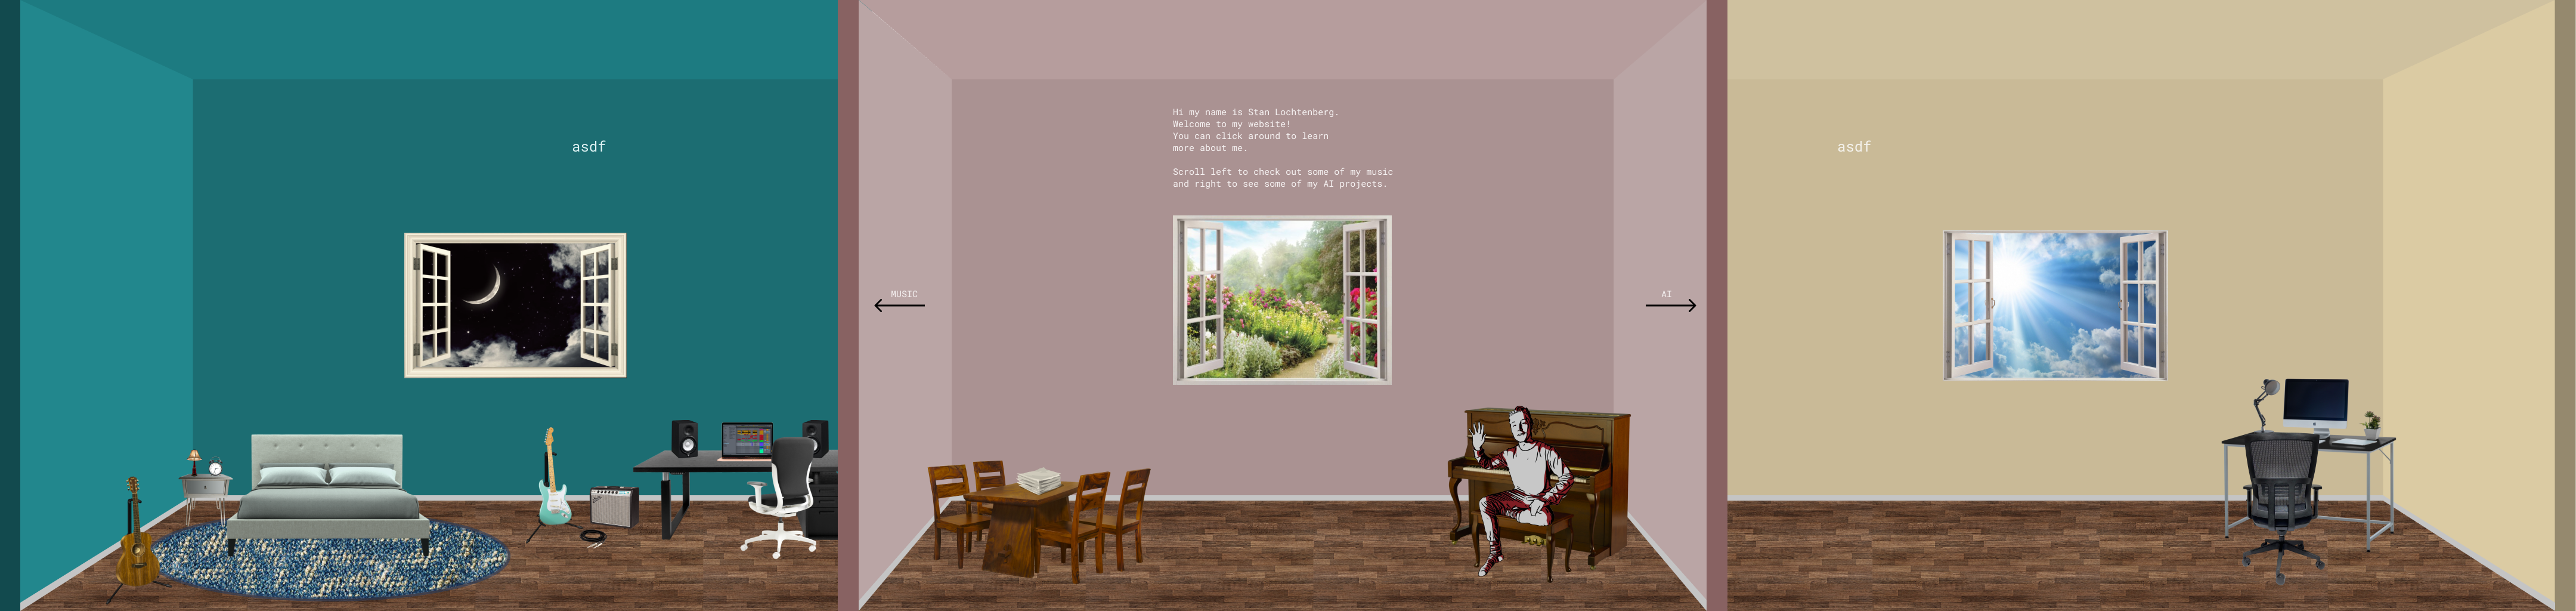 asdf
Hi my name is Stan Lochtenberg.
Welcome to my website!
You can click around to learn
more about me.
Scroll left to check out some of my music
and right to see some of my AI projects.
MUSIC
AI
asdf